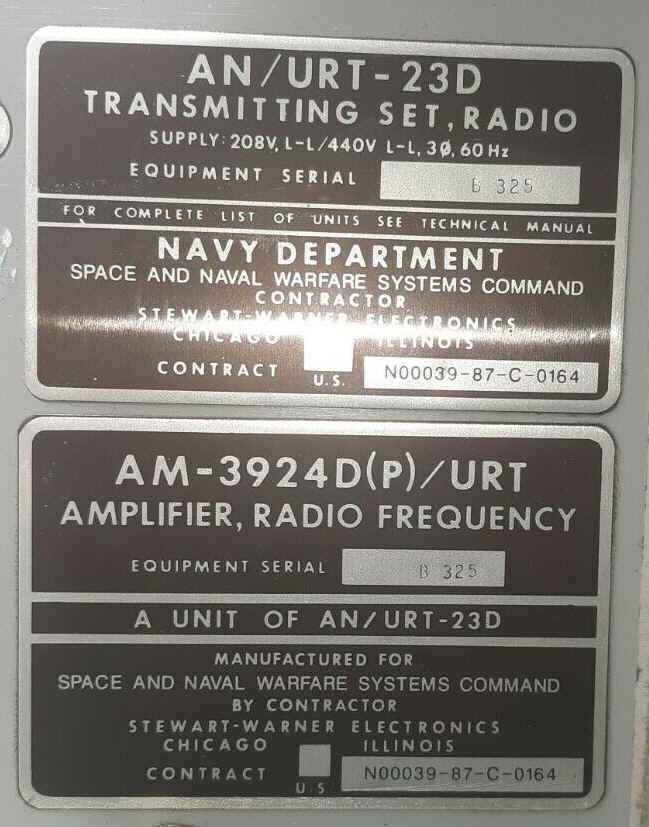 AN/URT-23D
TRANSMITTING SET, RADIO
SUPPLY: 208V, L-L/440V L-L, 3Ø, 60 Hz
EQUIPMENT SERIAL B 325
FOR COMPLETE LIST OF UNITS SEE TECHNICAL MANUAL
NAVY DEPARTMENT
SPACE AND NAVAL WARFARE SYSTEMS COMMAND
CONTRACTOR
STEWART-WARNER ELECTRONICS
CHICAGO ILLINOIS
CONTRACT U.S. N00039-87-C-0164
AM-3924D(P)/URT
AMPLIFIER, RADIO FREQUENCY
EQUIPMENT SERIAL B 325
A UNIT OF AN/URT-23D
MANUFACTURED FOR
SPACE AND NAVAL WARFARE SYSTEMS COMMAND
BY CONTRACTOR
STEWART-WARNER ELECTRONICS
CHICAGO ILLINOIS
CONTRACT U S N00039-87-C-0164